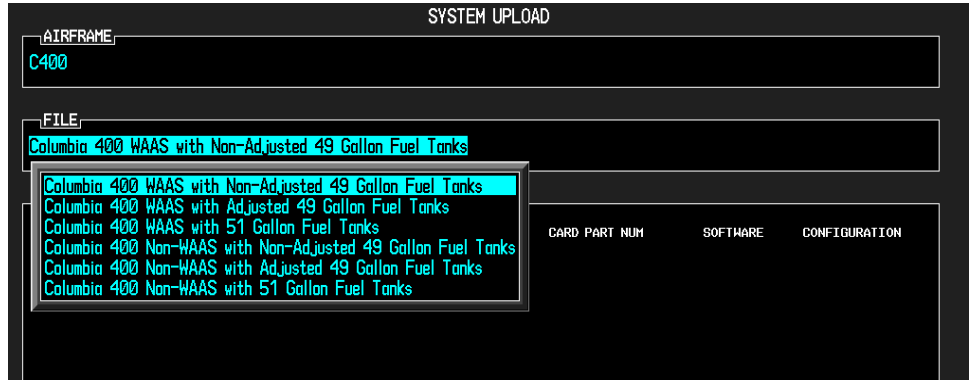 SYSTEM UPLOAD
AIRFRAME
C400
FILE
Columbia 400 WAAS with Non-Adjusted 49 Gallon Fuel Tanks
Columbia 400 WAAS with Non-Adjusted 49 Gallon Fuel Tanks
Columbia 400 WAAS with Adjusted 49 Gallon Fuel Tanks
Columbia 400 WAAS with 51 Gallon Fuel Tanks
Columbia 400 Non-WAAS with Non-Adjusted 49 Gallon Fuel Tanks
Columbia 400 Non-WAAS with Adjusted 49 Gallon Fuel Tanks
Columbia 400 Non-WAAS with 51 Gallon Fuel Tanks
CARD PART NUM SOFTWARE CONFIGURATION